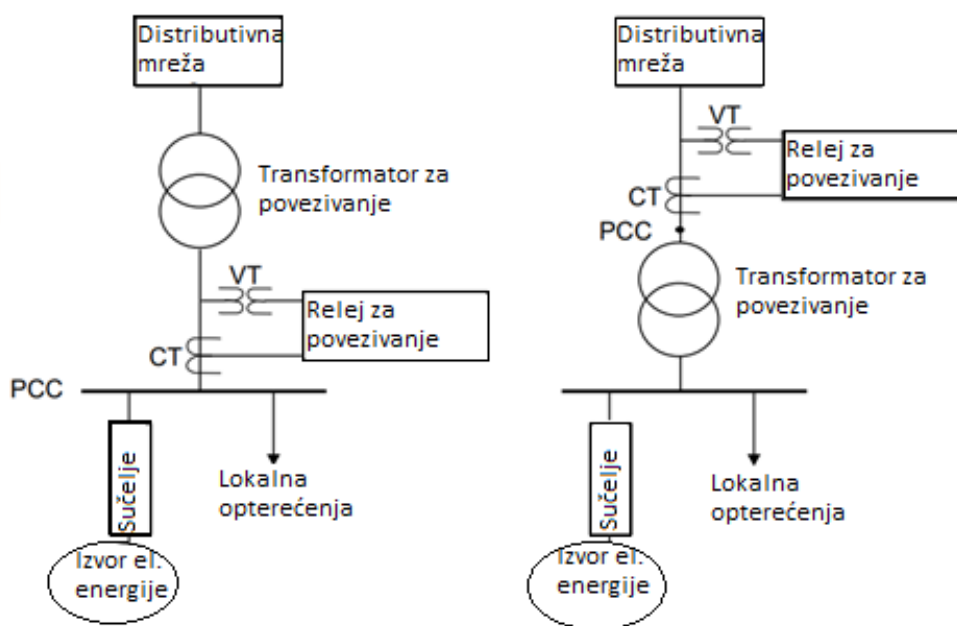 Distributivna
mreža
Transformator za
povezivanje
VT
Relej za
povezivanje
CT
PCC
Sučelje
Lokalna
opterećenja
Izvor el.
energije
Distributivna
mreža
VT
Relej za
povezivanje
CT
PCC
Transformator za
povezivanje
Sučelje
Lokalna
opterećenja
Izvor el.
energije